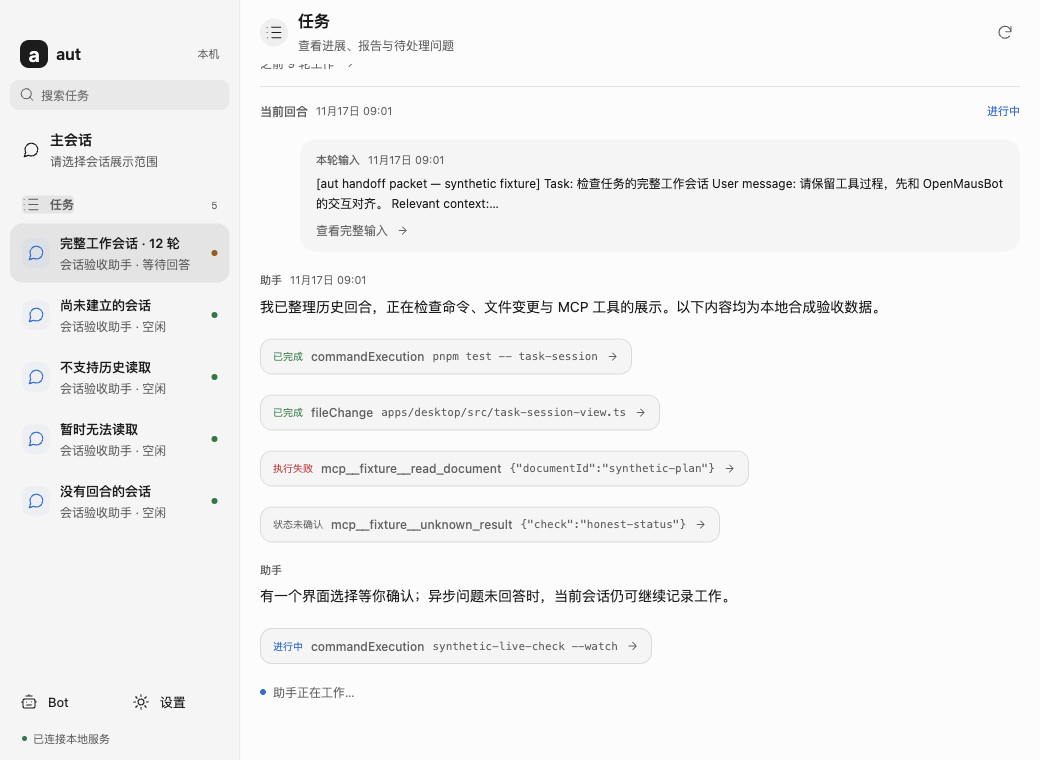 a aut
本机
搜索任务
主会话
请选择会话展示范围
任务 5
完整工作会话 · 12 轮
会话验收助手 · 等待回答
尚未建立的会话
会话验收助手 · 空闲
不支持历史读取
会话验收助手 · 空闲
暂时无法读取
会话验收助手 · 空闲
没有回合的会话
会话验收助手 · 空闲
Bot
设置
已连接本地服务
任务
查看进展、报告与待处理问题
之前 9 轮工作
当前回合 11月17日 09:01 进行中
本轮输入 11月17日 09:01
[aut handoff packet — synthetic fixture] Task: 检查任务的完整工作会话 User message: 请保留工具过程，先和 OpenMausBot
的交互对齐。 Relevant context:...
查看完整输入 →
助手 11月17日 09:01
我已整理历史回合，正在检查命令、文件变更与 MCP 工具的展示。以下内容均为本地合成验收数据。
已完成 commandExecution pnpm test -- task-session →
已完成 fileChange apps/desktop/src/task-session-view.ts →
执行失败 mcp__fixture__read_document {"documentId":"synthetic-plan"} →
状态未确认 mcp__fixture__unknown_result {"check":"honest-status"} →
助手
有一个界面选择等你确认；异步问题未回答时，当前会话仍可继续记录工作。
进行中 commandExecution synthetic-live-check --watch →
助手正在工作...